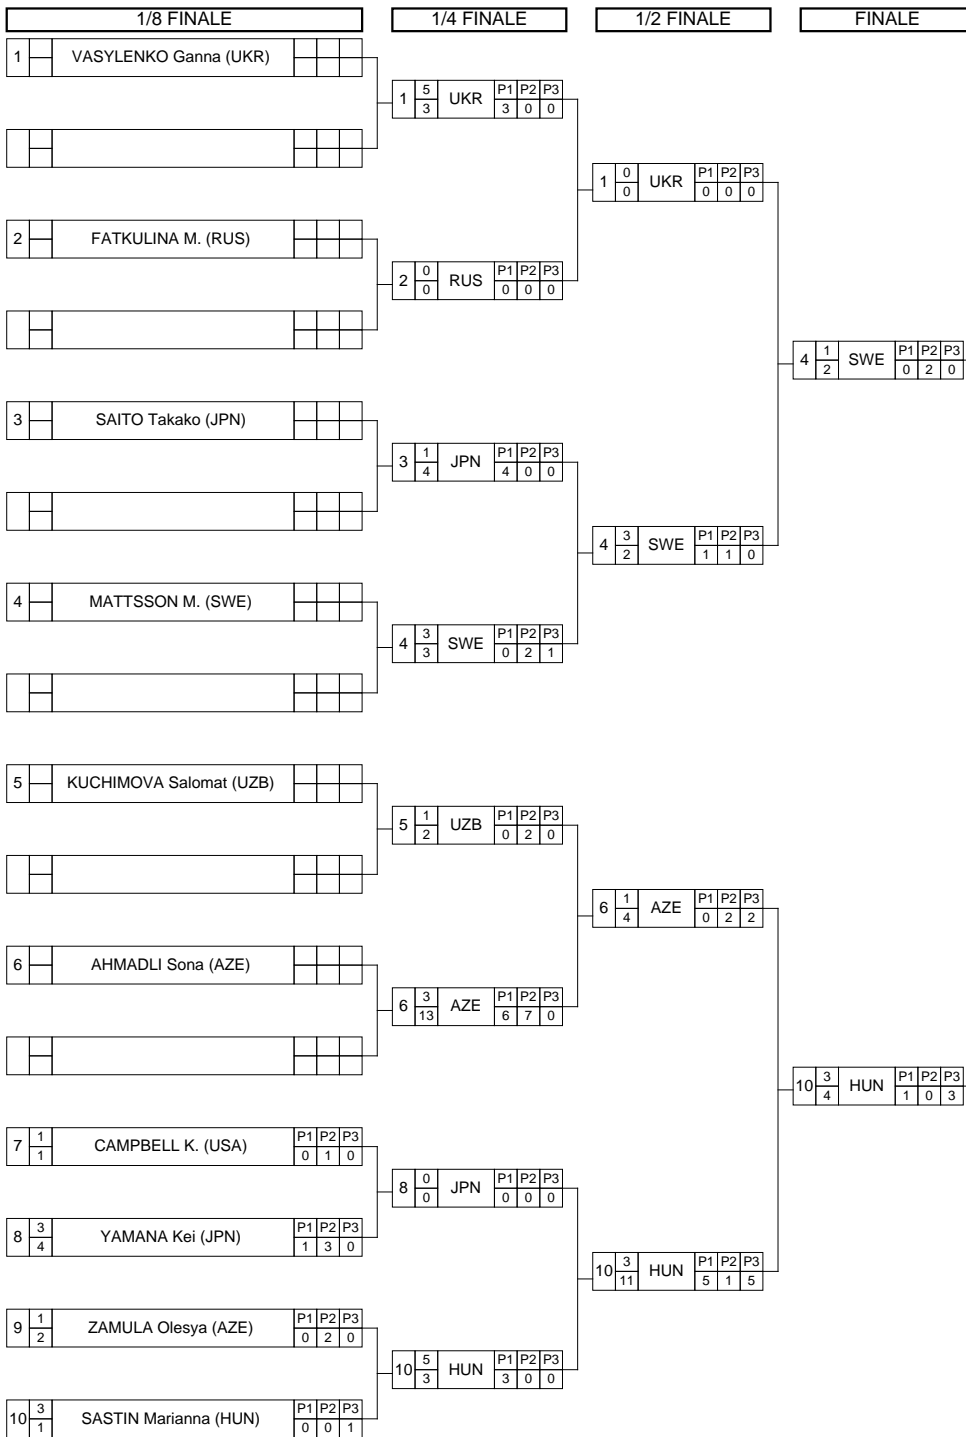 1/8 FINALE 1/4 FINALE 1/2 FINALE FINALE
1 VASYLENKO Ganna (UKR)
1 5 UKR P1 P2 P3
3 3 0 0
1 0 UKR P1 P2 P3
0 0 0 0
2 FATKULINA M. (RUS)
2 0 RUS P1 P2 P3
0 0 0 0
4 1 SWE P1 P2 P3
2 0 2 0
3 SAITO Takako (JPN)
3 1 JPN P1 P2 P3
4 4 0 0
4 3 SWE P1 P2 P3
2 1 1 0
4 MATTSSON M. (SWE)
4 3 SWE P1 P2 P3
3 0 2 1
5 KUCHIMOVA Salomat (UZB)
5 1 UZB P1 P2 P3
2 0 2 0
6 1 AZE P1 P2 P3
4 0 2 2
6 AHMADLI Sona (AZE)
6 3 AZE P1 P2 P3
13 6 7 0
10 3 HUN P1 P2 P3
4 1 0 3
7 1 CAMPBELL K. (USA) P1 P2 P3
1 0 1 0
8 0 JPN P1 P2 P3
0 0 0 0
8 3 YAMANA Kei (JPN) P1 P2 P3
4 1 3 0
10 3 HUN P1 P2 P3
11 5 1 5
9 1 ZAMULA Olesya (AZE) P1 P2 P3
2 0 2 0
10 5 HUN P1 P2 P3
3 3 0 0
10 3 SASTIN Marianna (HUN) P1 P2 P3
1 0 0 1